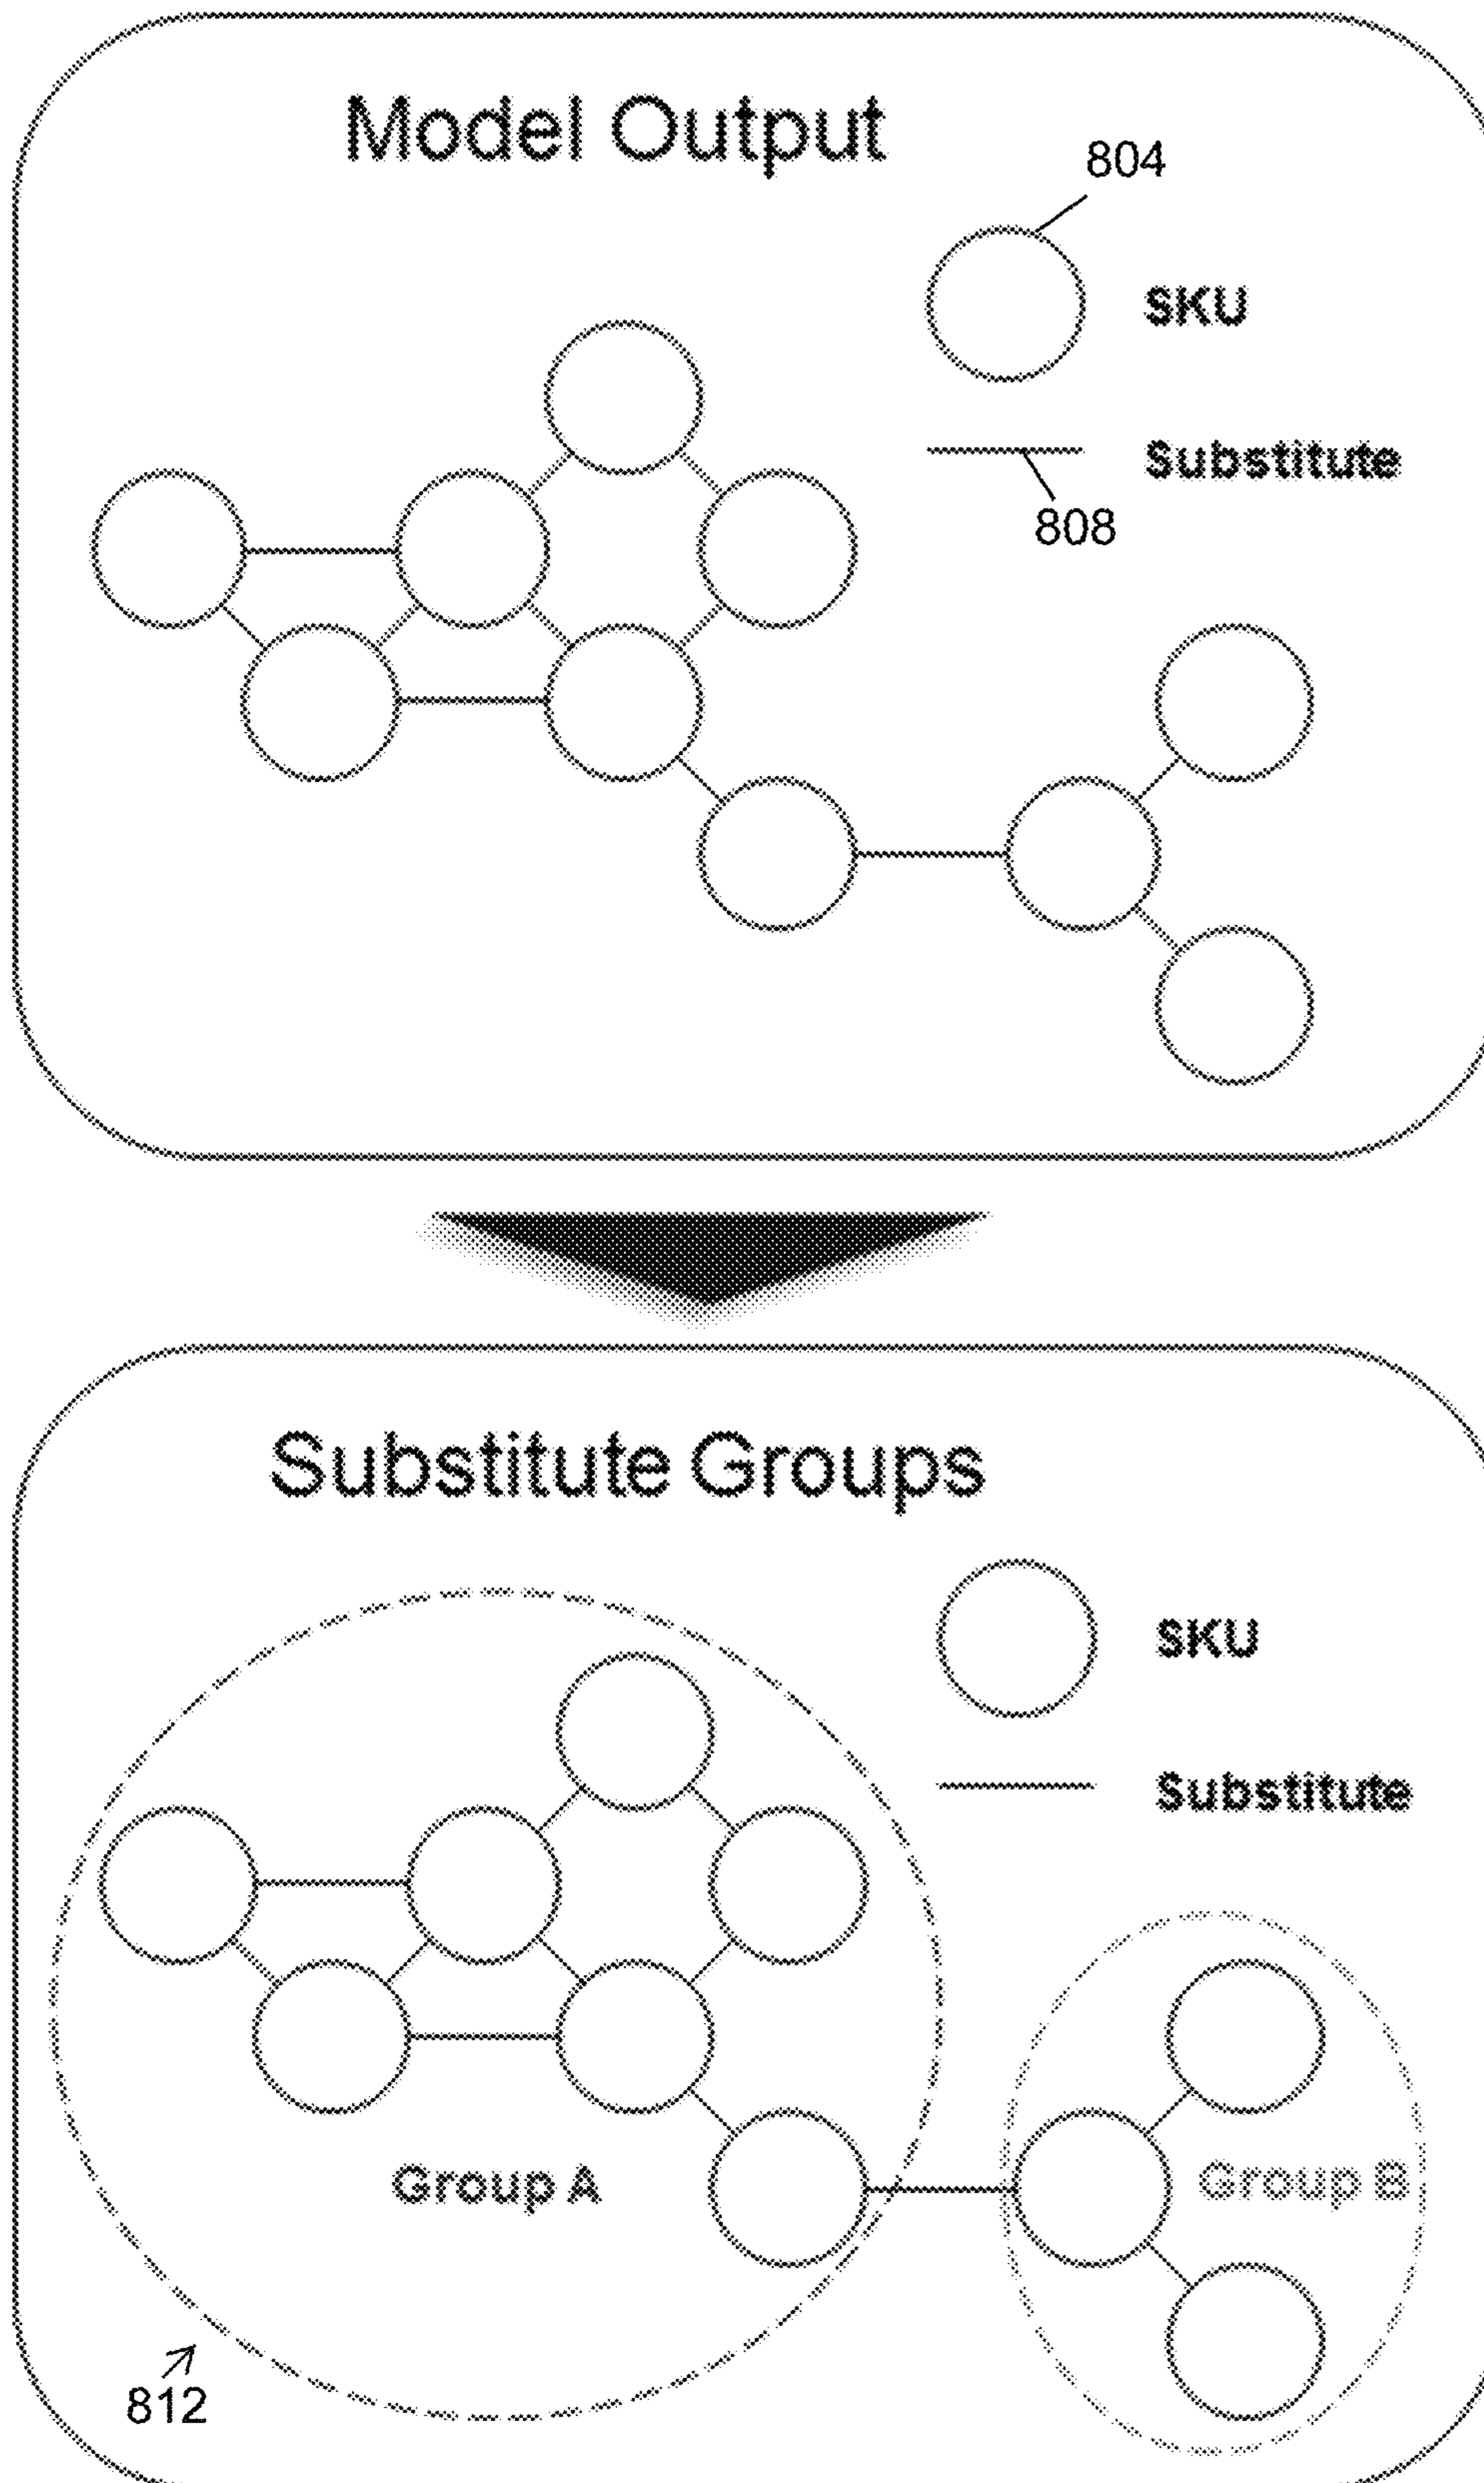 Model Output
804
SKU
Substitute
808
Substitute Groups
SKU
Substitute
Group A
Group B
812